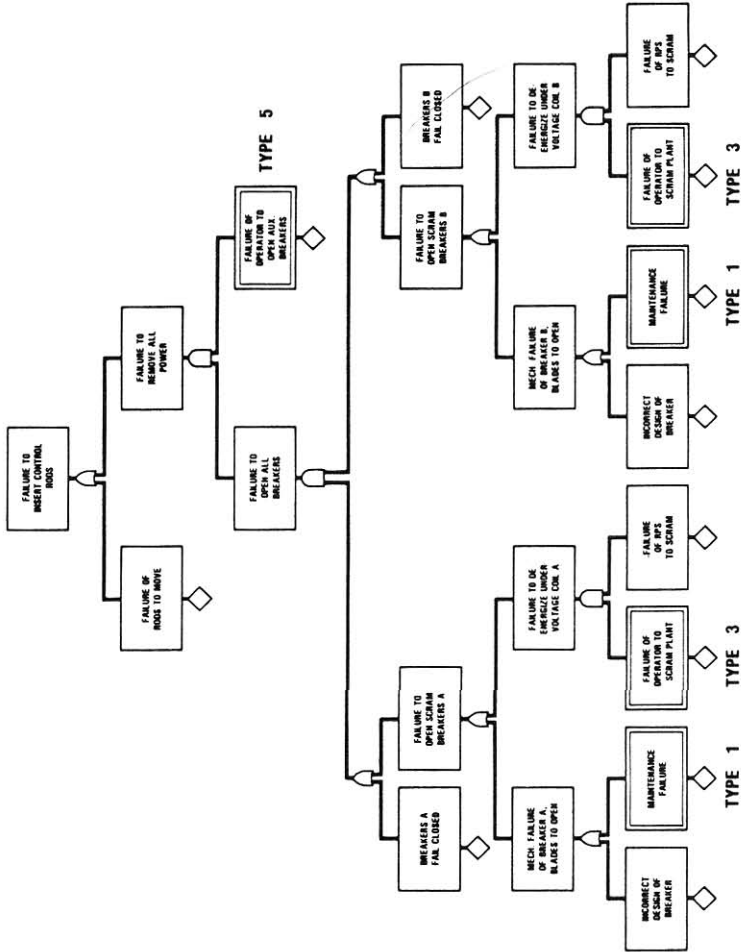 FAILURE TO
INSERT CONTROL
RODS
FAILURE OF
RODS TO MOVE
FAILURE TO
REMOVE ALL
POWER
FAILURE TO
OPEN ALL
BREAKERS
FAILURE OF
OPERATOR TO
OPEN AUX.
BREAKERS
TYPE 5
BREAKERS A
FAIL CLOSED
FAILURE TO
OPEN SCRAM
BREAKERS A
FAILURE TO
OPEN SCRAM
BREAKERS B
BREAKERS B
FAIL CLOSED
MECH FAILURE
OF BREAKER A,
BLADES TO OPEN
FAILURE TO DE
ENERGIZE UNDER
VOLTAGE COIL A
MECH FAILURE
OF BREAKER B,
BLADES TO OPEN
FAILURE TO DE-
ENERGIZE UNDER
VOLTAGE COIL B
INCORRECT
DESIGN OF
BREAKER
MAINTENANCE
FAILURE
FAILURE OF
OPERATOR TO
SCRAM PLANT
FAILURE
OF RPS
TO SCRAM
INCORRECT
DESIGN OF
BREAKER
MAINTENANCE
FAILURE
FAILURE OF
OPERATOR TO
SCRAM PLANT
FAILURE
OF RPS
TO SCRAM
TYPE 1
TYPE 3
TYPE 1
TYPE 3